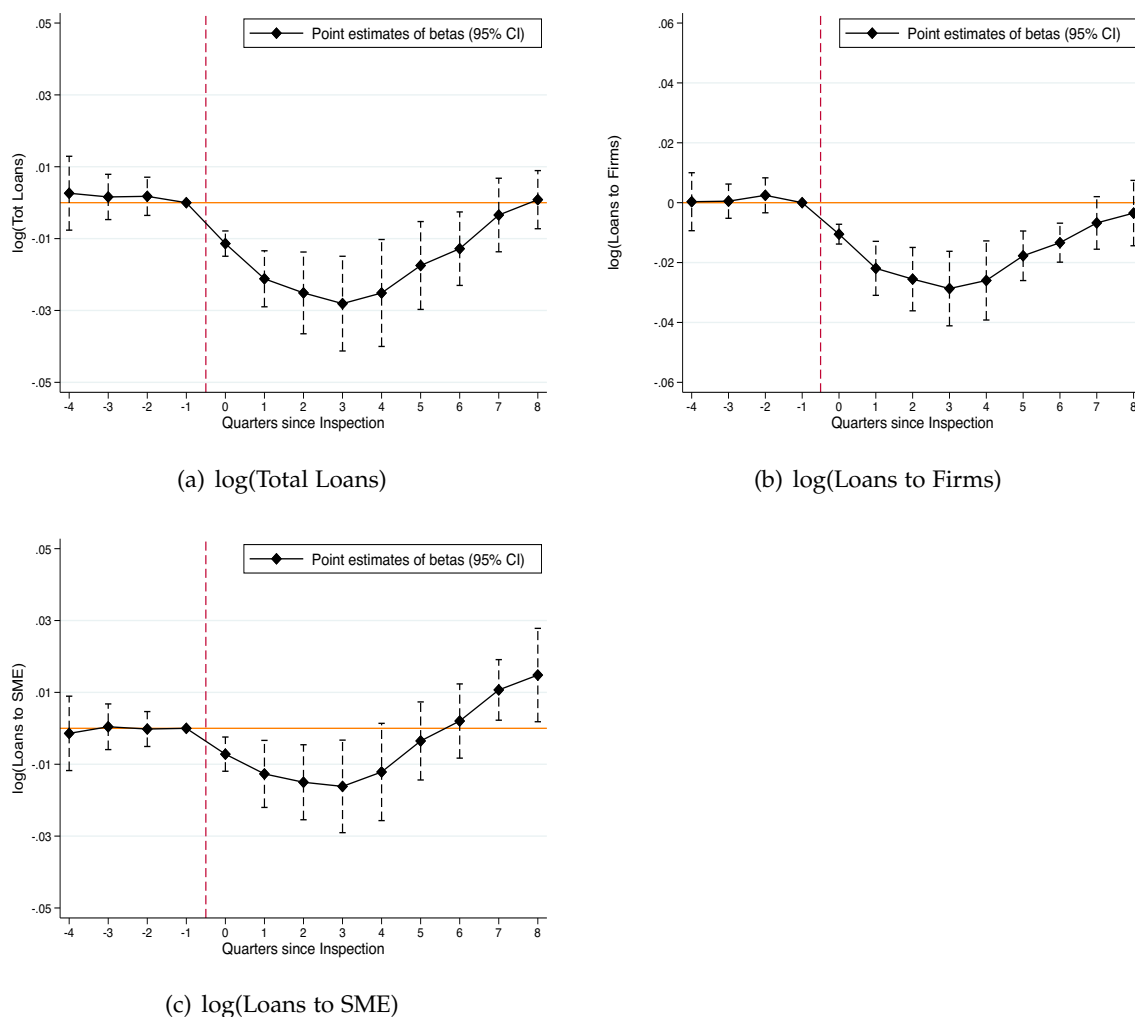 Point estimates of betas (95% CI)
.05
.03
.01
-.01
-.03
-.05
log(Tot Loans)
-4 -3 -2 -1 0 1 2 3 4 5 6 7 8
Quarters since Inspection
(a) log(Total Loans)
Point estimates of betas (95% CI)
.06
.04
.02
0
-.02
-.04
-.06
log(Loans to Firms)
-4 -3 -2 -1 0 1 2 3 4 5 6 7 8
Quarters since Inspection
(b) log(Loans to Firms)
Point estimates of betas (95% CI)
.05
.03
.01
-.01
-.03
-.05
log(Loans to SME)
-4 -3 -2 -1 0 1 2 3 4 5 6 7 8
Quarters since Inspection
(c) log(Loans to SME)